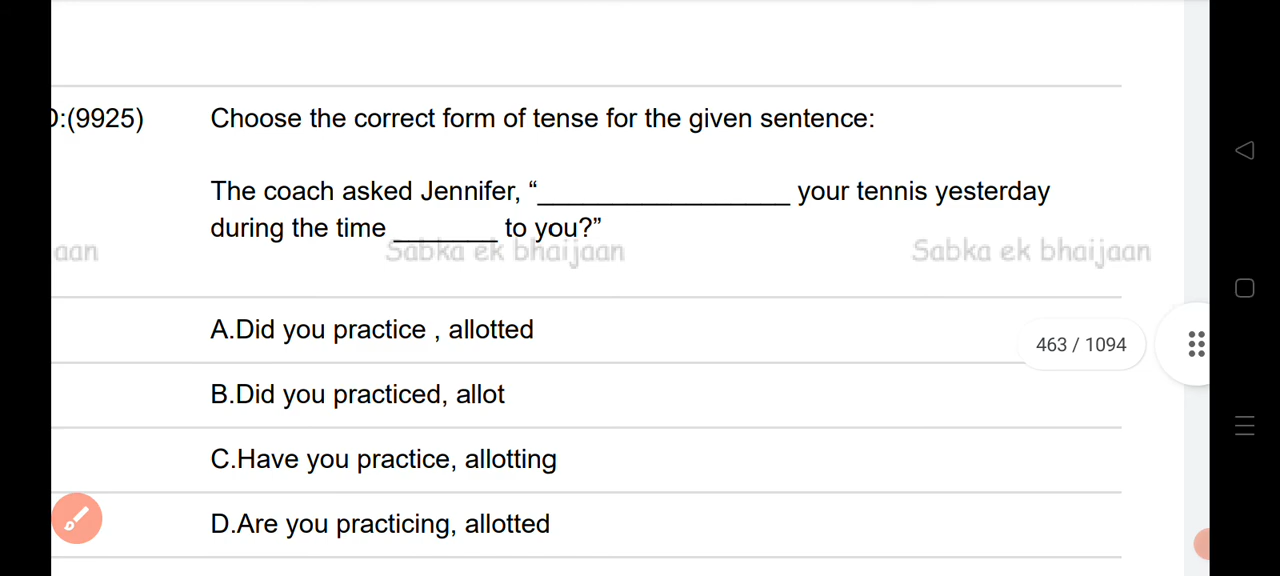 D:(9925) Choose the correct form of tense for the given sentence:
The coach asked Jennifer, “_________________ your tennis yesterday
during the time _______ to you?”
aan Sabka ek bhaijaan Sabka ek bhaijaan
A.Did you practice , allotted
463 / 1094
B.Did you practiced, allot
C.Have you practice, allotting
D.Are you practicing, allotted